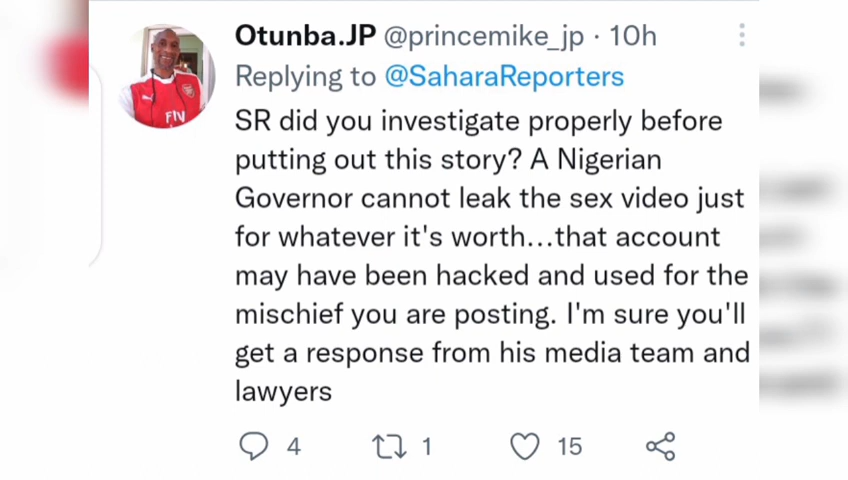 Otunba.JP @princemike_jp · 10h
Replying to @SaharaReporters
SR did you investigate properly before
putting out this story? A Nigerian
Governor cannot leak the sex video just
for whatever it's worth...that account
may have been hacked and used for the
mischief you are posting. I'm sure you'll
get a response from his media team and
lawyers
4 1 15